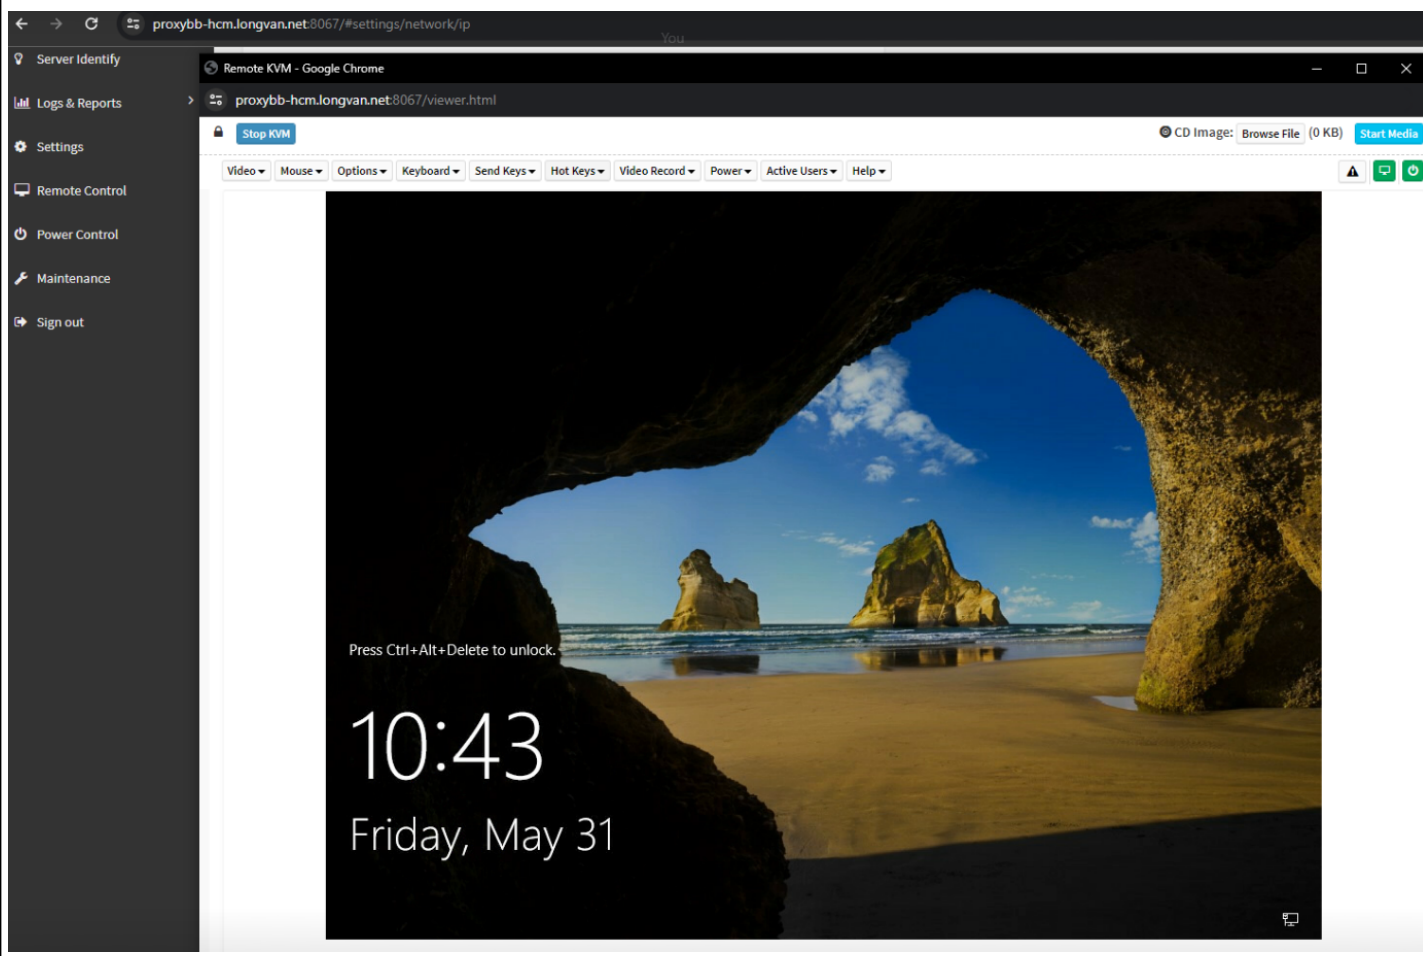 proxybb-hcm.longvan.net:8067/#settings/network/ip
You
Server Identify
Remote KVM - Google Chrome
Logs & Reports
proxybb-hcm.longvan.net:8067/viewer.html
Stop KVM
CD Image: Browse File (0 KB) Start Media
Settings
Video Mouse Options Keyboard Send Keys Hot Keys Video Record Power Active Users Help
Remote Control
Power Control
Maintenance
Sign out
Press Ctrl+Alt+Delete to unlock.
10:43
Friday, May 31